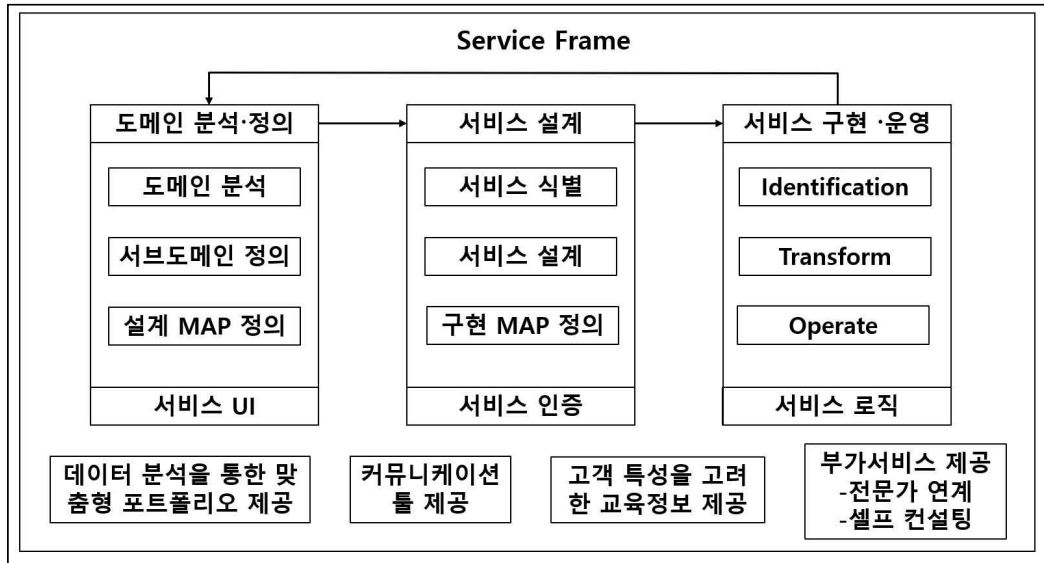 Service Frame
도메인 분석·정의
도메인 분석
서브도메인 정의
설계 MAP 정의
서비스 UI
서비스 설계
서비스 식별
서비스 설계
구현 MAP 정의
서비스 인증
서비스 구현 ·운영
Identification
Transform
Operate
서비스 로직
데이터 분석을 통한 맞
춤형 포트폴리오 제공
커뮤니케이션
툴 제공
고객 특성을 고려
한 교육정보 제공
부가서비스 제공
-전문가 연계
-셀프 컨설팅